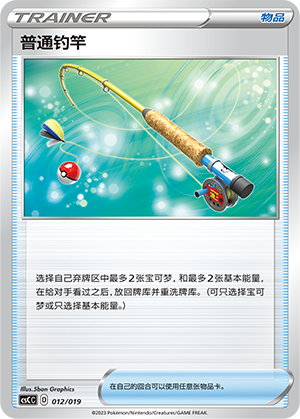 TRAINER
物品
普通钓竿
选择自己弃牌区中最多2张宝可梦，和最多2张基本能量，
在给对手看过之后，放回牌库并重洗牌库。（可只选择宝可
梦或只选择基本能量。）
Illus.5ban Graphics
csCC D 012/019
在自己的回合可以使用任意张物品卡。
©2023 Pokémon/Nintendo/Creatures/GAME FREAK.